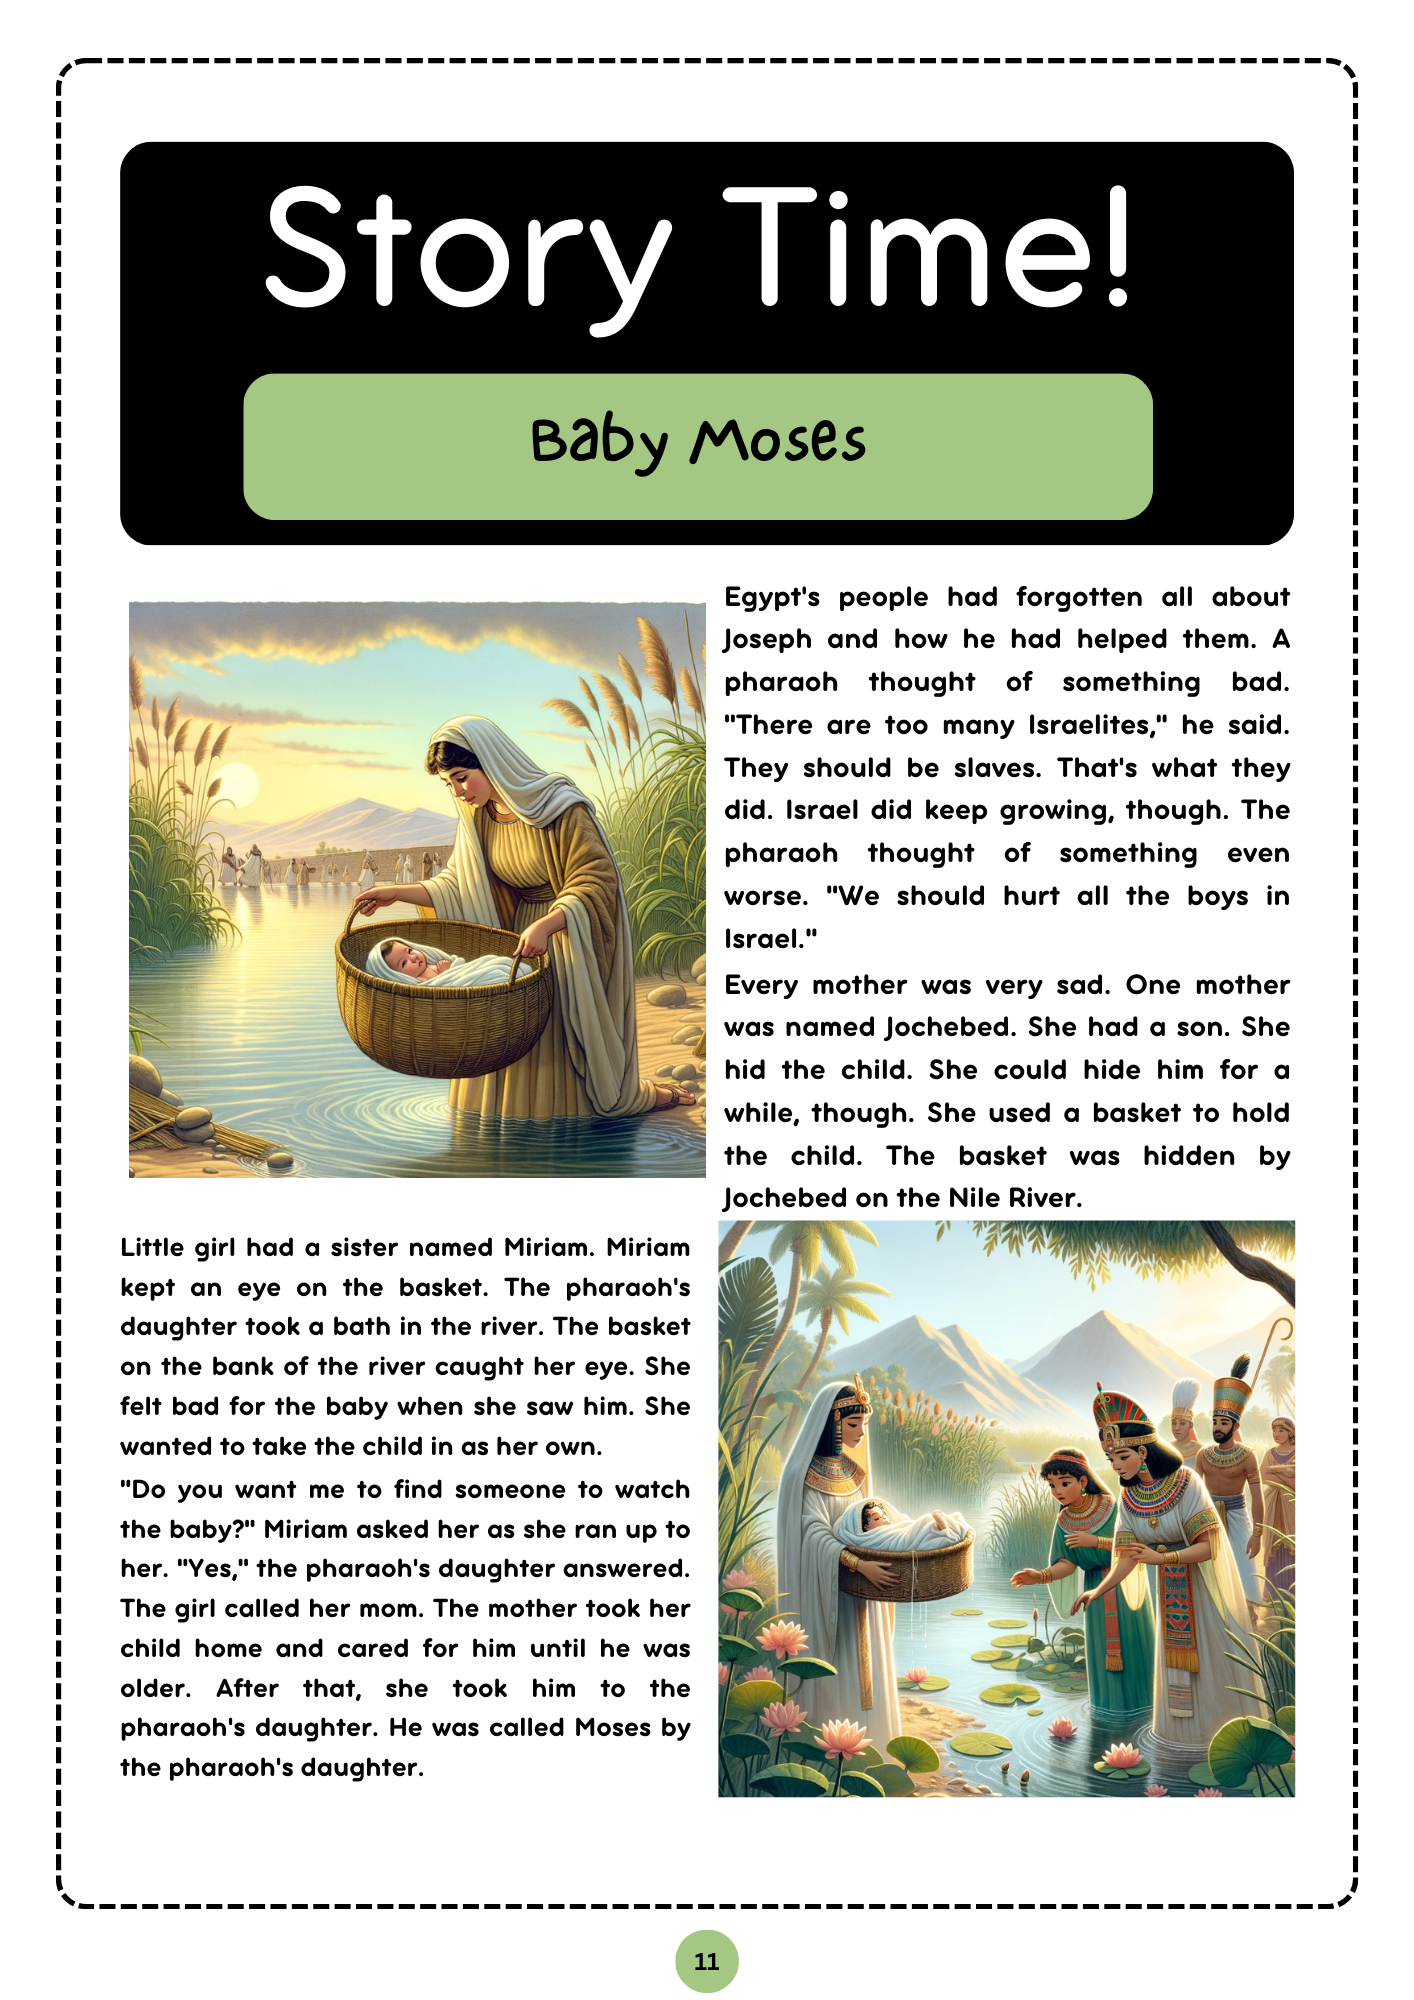 Story Time!
Baby Moses
Egypt's people had forgotten all about
Joseph and how he had helped them. A
pharaoh thought of something bad.
"There are too many Israelites," he said.
They should be slaves. That's what they
did. Israel did keep growing, though. The
pharaoh thought of something even
worse. "We should hurt all the boys in
Israel."
Every mother was very sad. One mother
was named Jochebed. She had a son. She
hid the child. She could hide him for a
while, though. She used a basket to hold
the child. The basket was hidden by
Jochebed on the Nile River.
Little girl had a sister named Miriam. Miriam
kept an eye on the basket. The pharaoh's
daughter took a bath in the river. The basket
on the bank of the river caught her eye. She
felt bad for the baby when she saw him. She
wanted to take the child in as her own.
"Do you want me to find someone to watch
the baby?" Miriam asked her as she ran up to
her. "Yes," the pharaoh's daughter answered.
The girl called her mom. The mother took her
child home and cared for him until he was
older. After that, she took him to the
pharaoh's daughter. He was called Moses by
the pharaoh's daughter.
11